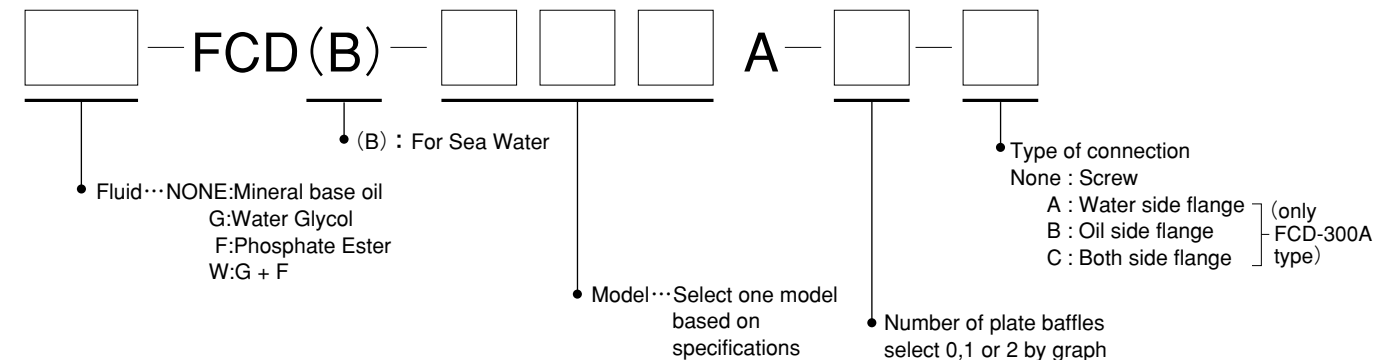 — FCD (B) — A — —
(B) : For Sea Water
Fluid…NONE:Mineral base oil
G:Water Glycol
F:Phosphate Ester
W:G + F
Model…Select one model
based on
specifications
Number of plate baffles
select 0,1 or 2 by graph
Type of connection
None : Screw
A : Water side flange
B : Oil side flange
C : Both side flange
(only
FCD-300A
type)